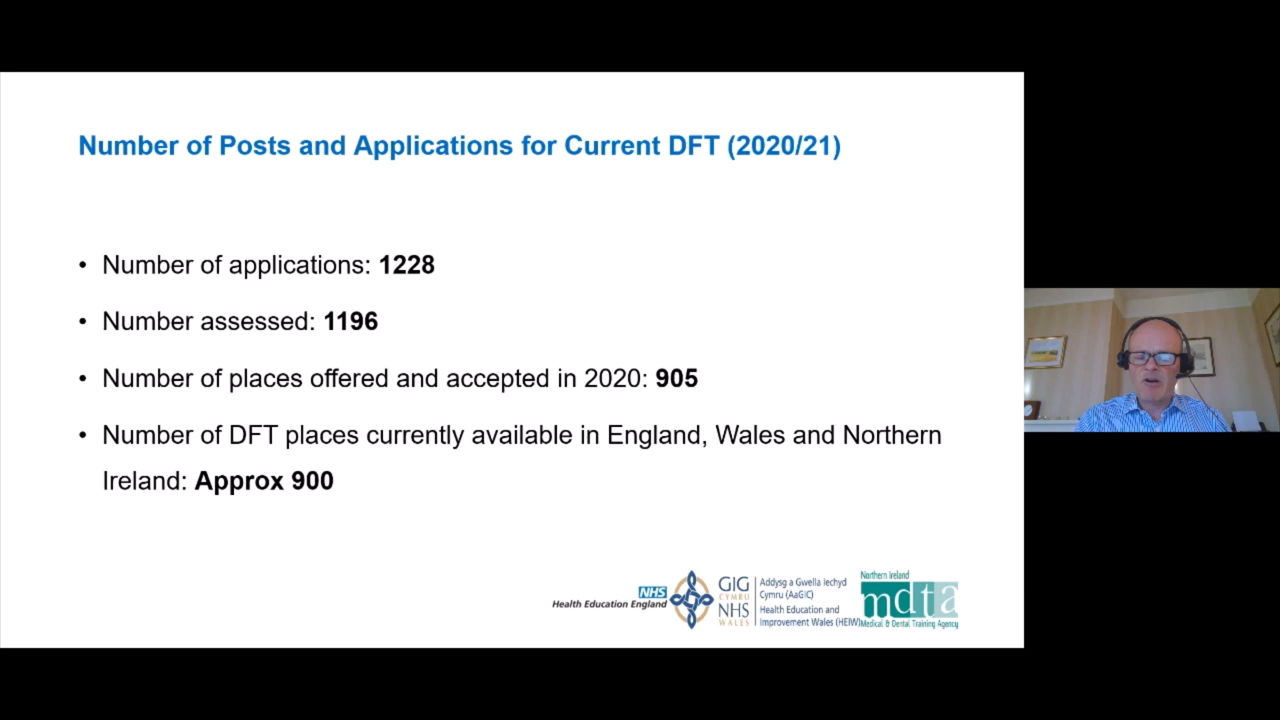 Number of Posts and Applications for Current DFT (2020/21)
• Number of applications: 1228
• Number assessed: 1196
• Number of places offered and accepted in 2020: 905
• Number of DFT places currently available in England, Wales and Northern
Ireland: Approx 900
NHS
Health Education England
GIG
CYMRU
NHS
WALES
Addysg a Gwella Iechyd
Cymru (AaGIC)
Health Education and
Improvement Wales (HEIW)
Northern Ireland
mdta
Medical & Dental Training Agency